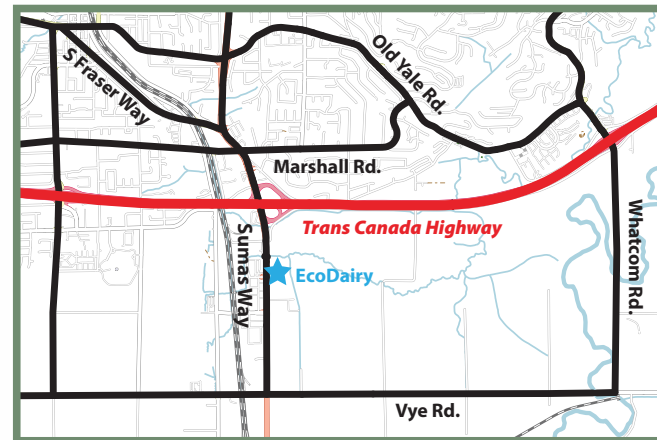 S Fraser Way
Old Yale Rd.
Marshall Rd.
Trans Canada Highway
Sumas Way
EcoDairy
Whatcom Rd.
Vye Rd.